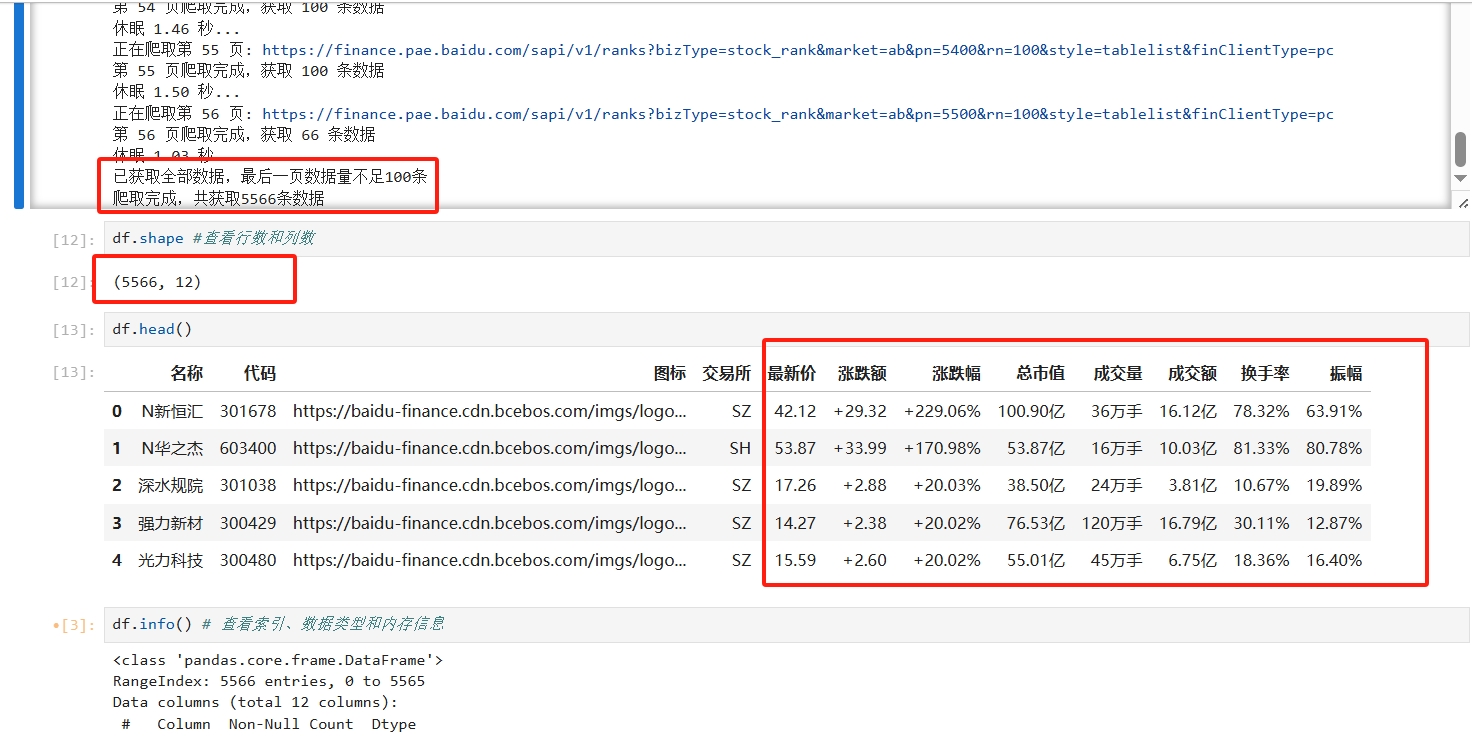 第 54 页爬取完成，获取 100 条数据
休眠 1.46 秒...
正在爬取第 55 页: https://finance.pae.baidu.com/sapi/v1/ranks?bizType=stock_rank&market=ab&pn=5400&rn=100&style=tablelist&finClientType=pc
第 55 页爬取完成，获取 100 条数据
休眠 1.50 秒...
正在爬取第 56 页: https://finance.pae.baidu.com/sapi/v1/ranks?bizType=stock_rank&market=ab&pn=5500&rn=100&style=tablelist&finClientType=pc
第 56 页爬取完成，获取 66 条数据
休眠 1.03 秒
已获取全部数据，最后一页数据量不足100条
爬取完成，共获取5566条数据
[12]: df.shape #查看行数和列数
[12]: (5566, 12)
[13]: df.head()
[13]: 名称 代码 图标 交易所 最新价 涨跌额 涨跌幅 总市值 成交量 成交额 换手率 振幅
0 N新恒汇 301678 https://baidu-finance.cdn.bcebos.com/imgs/logo... SZ 42.12 +29.32 +229.06% 100.90亿 36万手 16.12亿 78.32% 63.91%
1 N华之杰 603400 https://baidu-finance.cdn.bcebos.com/imgs/logo... SH 53.87 +33.99 +170.98% 53.87亿 16万手 10.03亿 81.33% 80.78%
2 深水规院 301038 https://baidu-finance.cdn.bcebos.com/imgs/logo... SZ 17.26 +2.88 +20.03% 38.50亿 24万手 3.81亿 10.67% 19.89%
3 强力新材 300429 https://baidu-finance.cdn.bcebos.com/imgs/logo... SZ 14.27 +2.38 +20.02% 76.53亿 120万手 16.79亿 30.11% 12.87%
4 光力科技 300480 https://baidu-finance.cdn.bcebos.com/imgs/logo... SZ 15.59 +2.60 +20.02% 55.01亿 45万手 6.75亿 18.36% 16.40%
•[3]: df.info() # 查看索引、数据类型和内存信息
<class 'pandas.core.frame.DataFrame'>
RangeIndex: 5566 entries, 0 to 5565
Data columns (total 12 columns):
# Column Non-Null Count Dtype